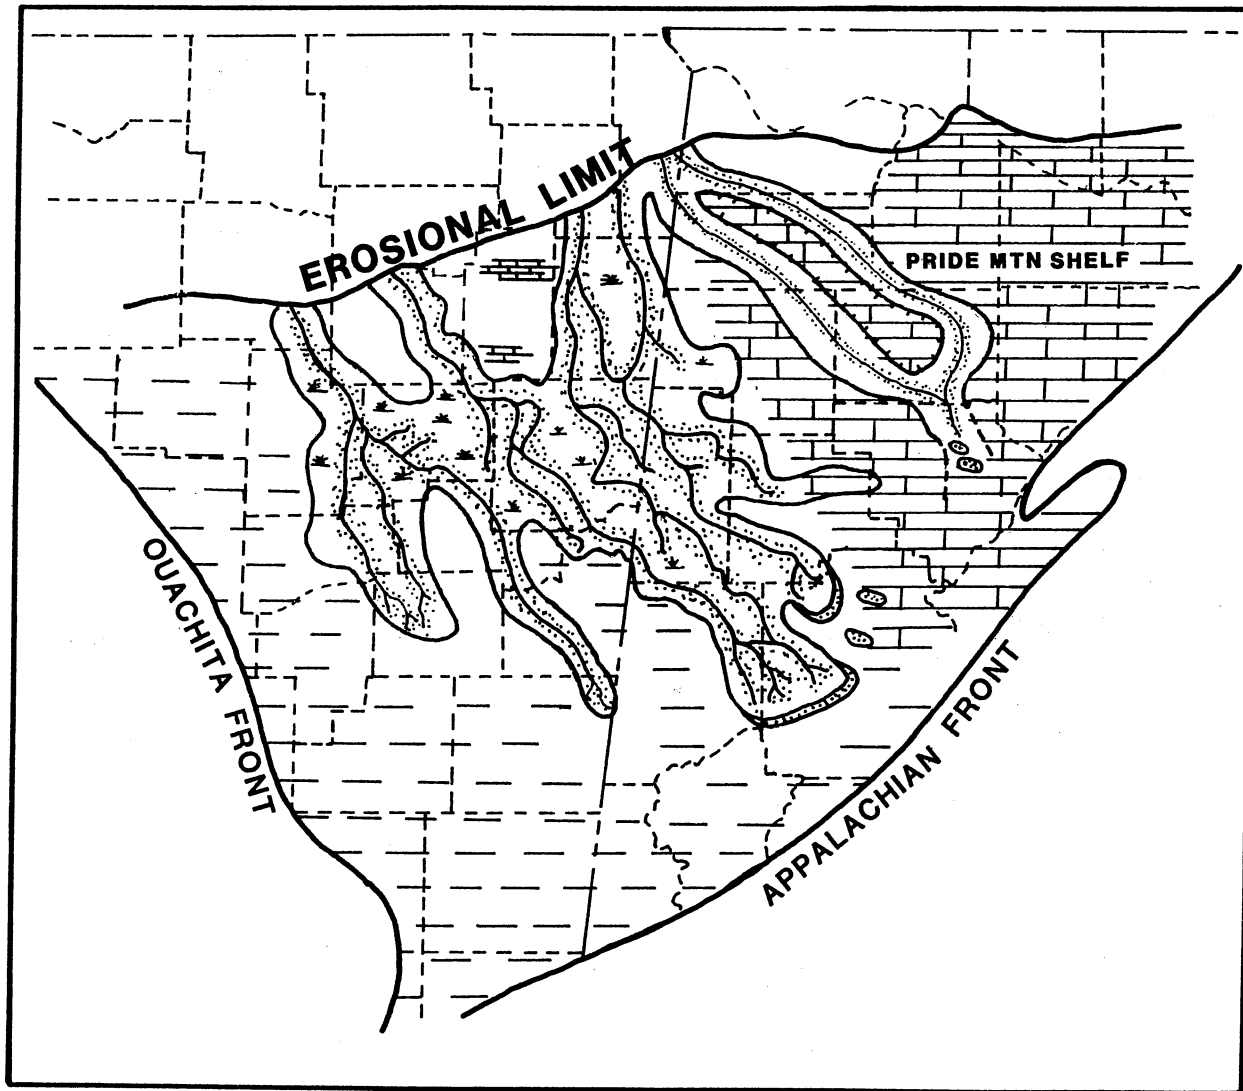 EROSIONAL LIMIT
PRIDE MTN SHELF
OUACHITA FRONT
APPALACHIAN FRONT